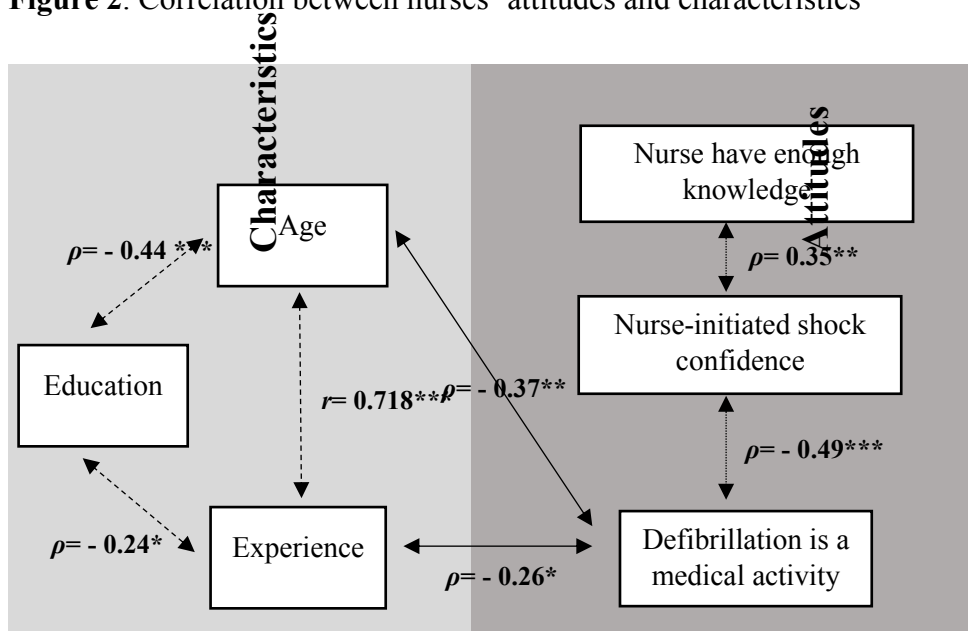 Figure 2. Correlation between nurses' attitudes and characteristics
Characteristics
Attitudes
Nurse have enough
knowledge
Age
ρ= - 0.44 ***
ρ= 0.35**
Nurse-initiated shock
confidence
Education
r= 0.718***
ρ= - 0.37**
ρ= - 0.49***
Experience
Defibrillation is a
medical activity
ρ= - 0.24*
ρ= - 0.26*